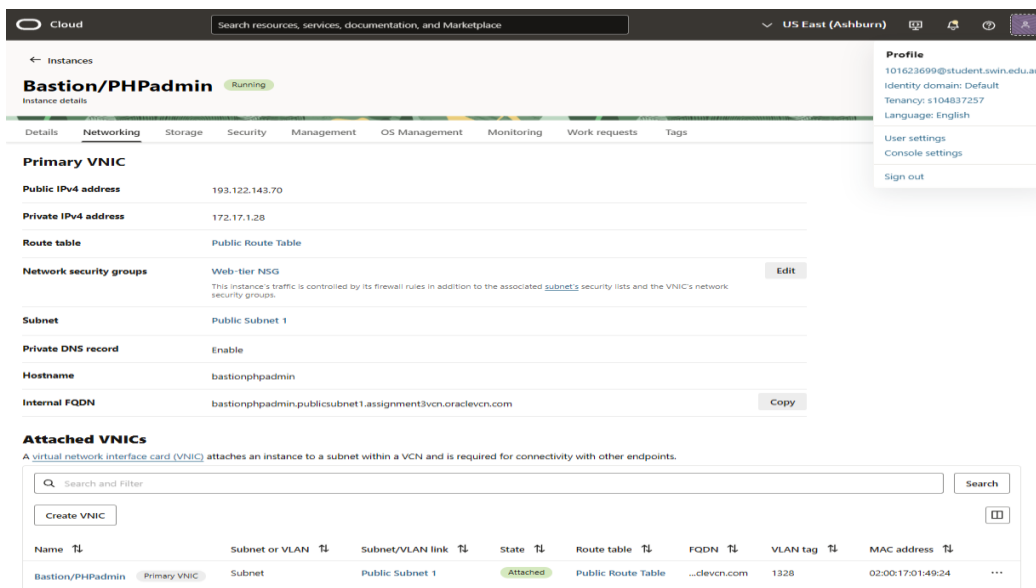 Cloud
Search resources, services, documentation, and Marketplace
US East (Ashburn)
Profile
101623699@student.swin.edu.a
Identity domain: Default
Tenancy: s104837257
Language: English
User settings
Console settings
Sign out
← Instances
Bastion/PHPadmin Running
Instance details
Details Networking Storage Security Management OS Management Monitoring Work requests Tags
Primary VNIC
Public IPv4 address 193.122.143.70
Private IPv4 address 172.17.1.28
Route table Public Route Table
Network security groups Web-tier NSG Edit
This instance's traffic is controlled by its firewall rules in addition to the associated subnet's security lists and the VNIC's network
security groups.
Subnet Public Subnet 1
Private DNS record Enable
Hostname bastionphpadmin
Internal FQDN bastionphpadmin.publicsubnet1.assignment3vcn.oraclevcn.com Copy
Attached VNICs
A virtual network interface card (VNIC) attaches an instance to a subnet within a VCN and is required for connectivity with other endpoints.
Search and Filter Search
Create VNIC
Name Subnet or VLAN Subnet/VLAN link State Route table FQDN VLAN tag MAC address
Bastion/PHPadmin Primary VNIC Subnet Public Subnet 1 Attached Public Route Table ...clevcn.com 1328 02:00:17:01:49:24 ...